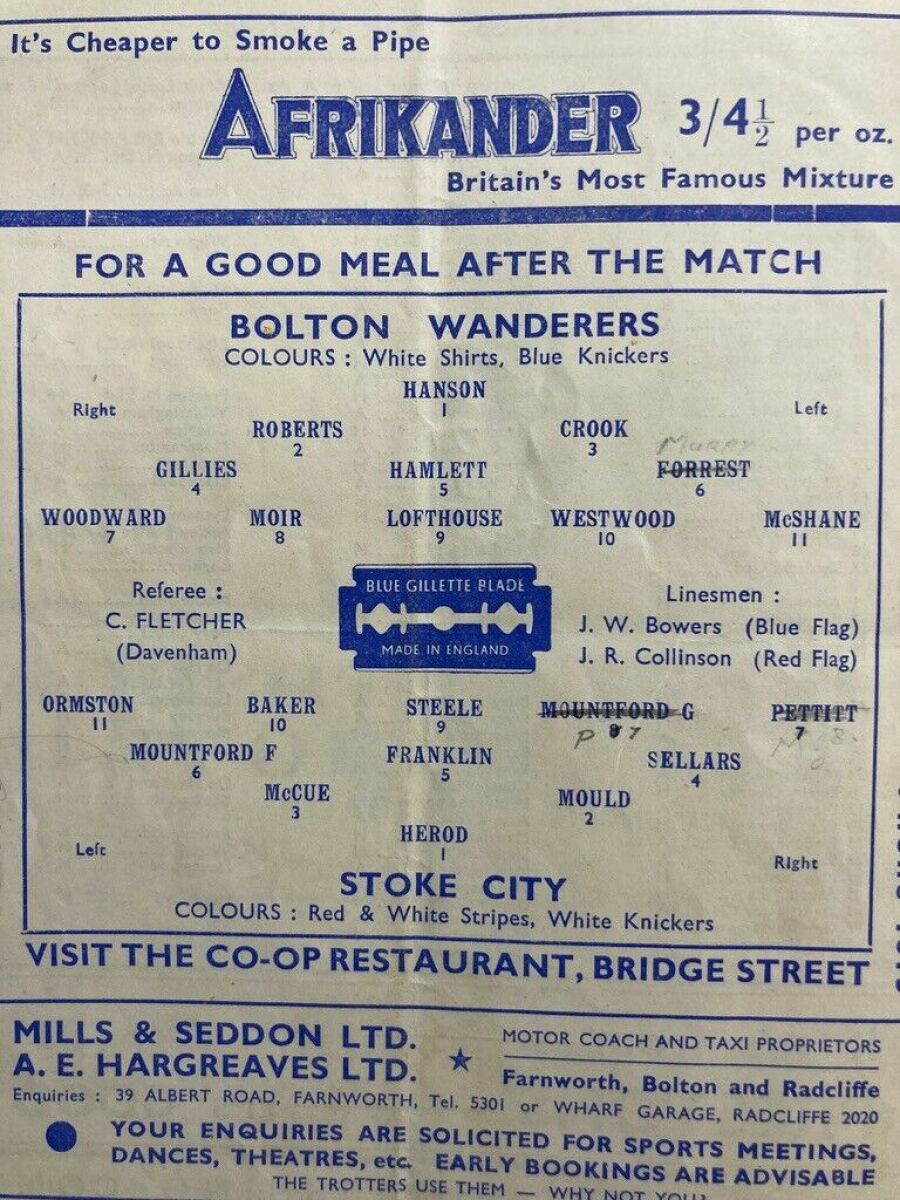 It's Cheaper to Smoke a Pipe
AFRIKANDER 3/4½ per oz.
Britain's Most Famous Mixture
FOR A GOOD MEAL AFTER THE MATCH
BOLTON WANDERERS
COLOURS : White Shirts, Blue Knickers
HANSON
1
Right Left
ROBERTS CROOK
2 3
Murry
GILLIES HAMLETT FORREST
4 5 6
WOODWARD MOIR LOFTHOUSE WESTWOOD McSHANE
7 8 9 10 11
Referee :
C. FLETCHER
(Davenham)
BLUE GILLETTE BLADE
MADE IN ENGLAND
Linesmen :
J. W. Bowers (Blue Flag)
J. R. Collinson (Red Flag)
ORMSTON BAKER STEELE MOUNTFORD G PETTITT
11 10 9 8 7
P 7 M 8.
MOUNTFORD F FRANKLIN SELLARS
6 5 4
McCUE MOULD
3 2
HEROD
1
Left Right
STOKE CITY
COLOURS : Red & White Stripes, White Knickers
VISIT THE CO-OP RESTAURANT, BRIDGE STREET
MILLS & SEDDON LTD.
A. E. HARGREAVES LTD.
MOTOR COACH AND TAXI PROPRIETORS
Farnworth, Bolton and Radcliffe
Enquiries : 39 ALBERT ROAD, FARNWORTH, Tel. 5301 or WHARF GARAGE, RADCLIFFE 2020
YOUR ENQUIRIES ARE SOLICITED FOR SPORTS MEETINGS,
DANCES, THEATRES, etc. EARLY BOOKINGS ARE ADVISABLE
THE TROTTERS USE THEM — WHY NOT YOU?